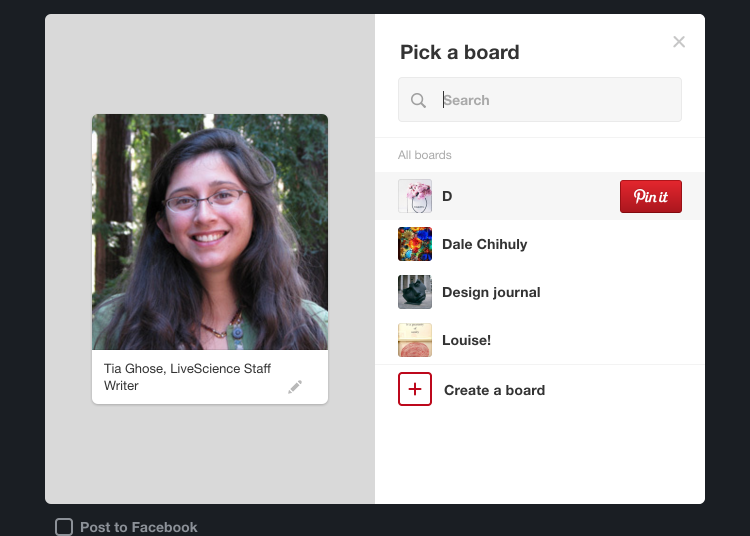 Pick a board
Search
All boards
D
Pin it
Dale Chihuly
Design journal
Louise!
Create a board
Tia Ghose, LiveScience Staff
Writer
Post to Facebook